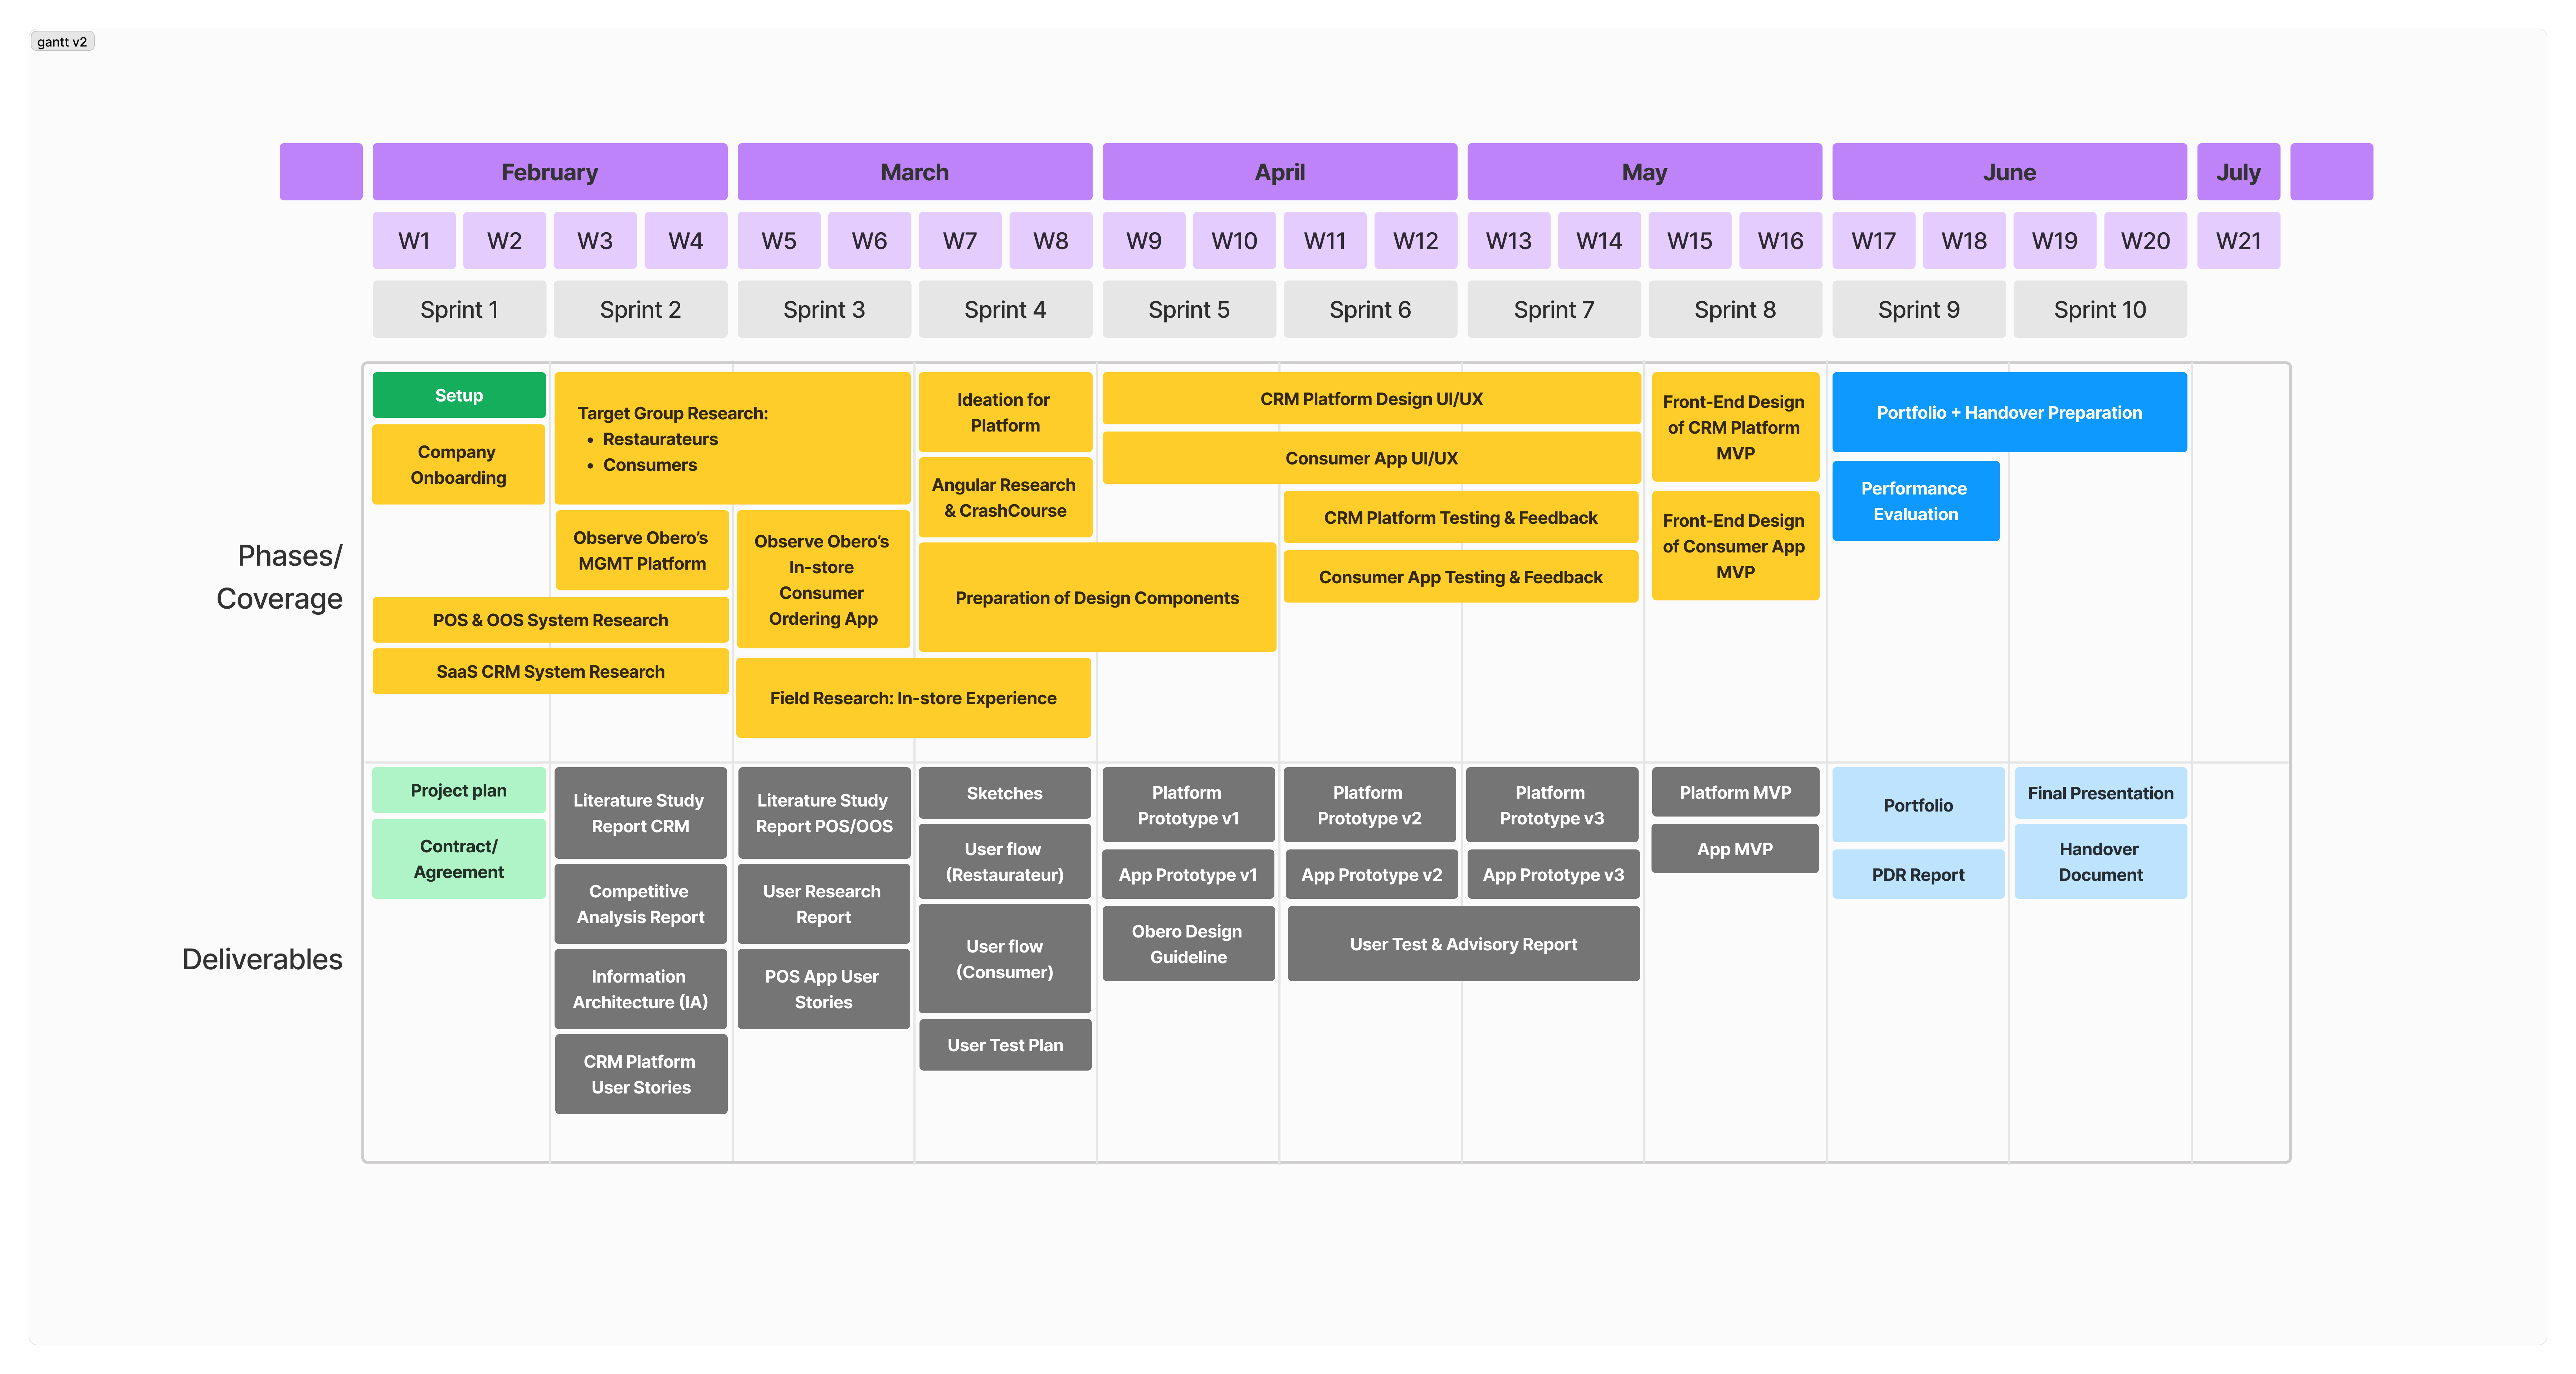 gantt v2
February
March
April
May
June
July
W1
W2
W3
W4
W5
W6
W7
W8
W9
W10
W11
W12
W13
W14
W15
W16
W17
W18
W19
W20
W21
Sprint 1
Sprint 2
Sprint 3
Sprint 4
Sprint 5
Sprint 6
Sprint 7
Sprint 8
Sprint 9
Sprint 10
Phases/
Coverage
Setup
Company
Onboarding
Target Group Research:
• Restaurateurs
• Consumers
Observe Obero’s
MGMT Platform
Observe Obero’s
In-store
Consumer
Ordering App
POS & OOS System Research
SaaS CRM System Research
Ideation for
Platform
Angular Research
& CrashCourse
Preparation of Design Components
Field Research: In-store Experience
CRM Platform Design UI/UX
Consumer App UI/UX
CRM Platform Testing & Feedback
Consumer App Testing & Feedback
Front-End Design
of CRM Platform
MVP
Front-End Design
of Consumer App
MVP
Portfolio + Handover Preparation
Performance
Evaluation
Deliverables
Project plan
Contract/
Agreement
Literature Study
Report CRM
Competitive
Analysis Report
Information
Architecture (IA)
CRM Platform
User Stories
Literature Study
Report POS/OOS
User Research
Report
POS App User
Stories
Sketches
User flow
(Restaurateur)
User flow
(Consumer)
User Test Plan
Platform
Prototype v1
App Prototype v1
Obero Design
Guideline
Platform
Prototype v2
App Prototype v2
Platform
Prototype v3
App Prototype v3
User Test & Advisory Report
Platform MVP
App MVP
Portfolio
PDR Report
Final Presentation
Handover
Document